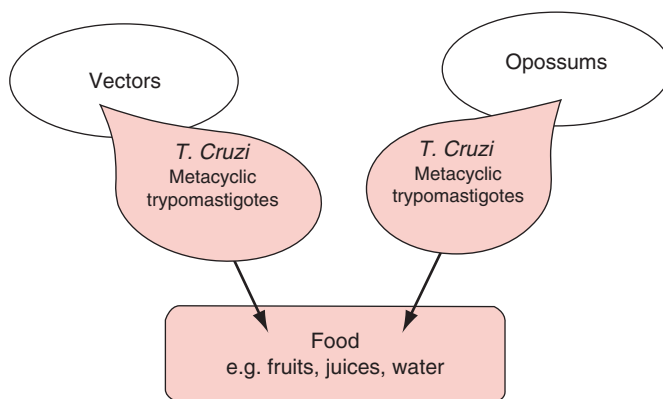 Vectors
Opossums
T. Cruzi
Metacyclic
trypomastigotes
T. Cruzi
Metacyclic
trypomastigotes
Food
e.g. fruits, juices, water